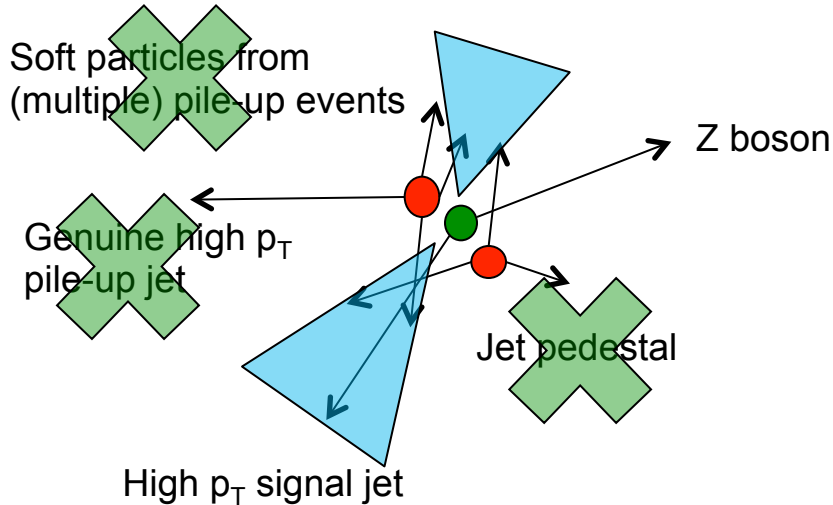 Soft particles from
(multiple) pile-up events
Z boson
Genuine high pT
pile-up jet
Jet pedestal
High pT signal jet